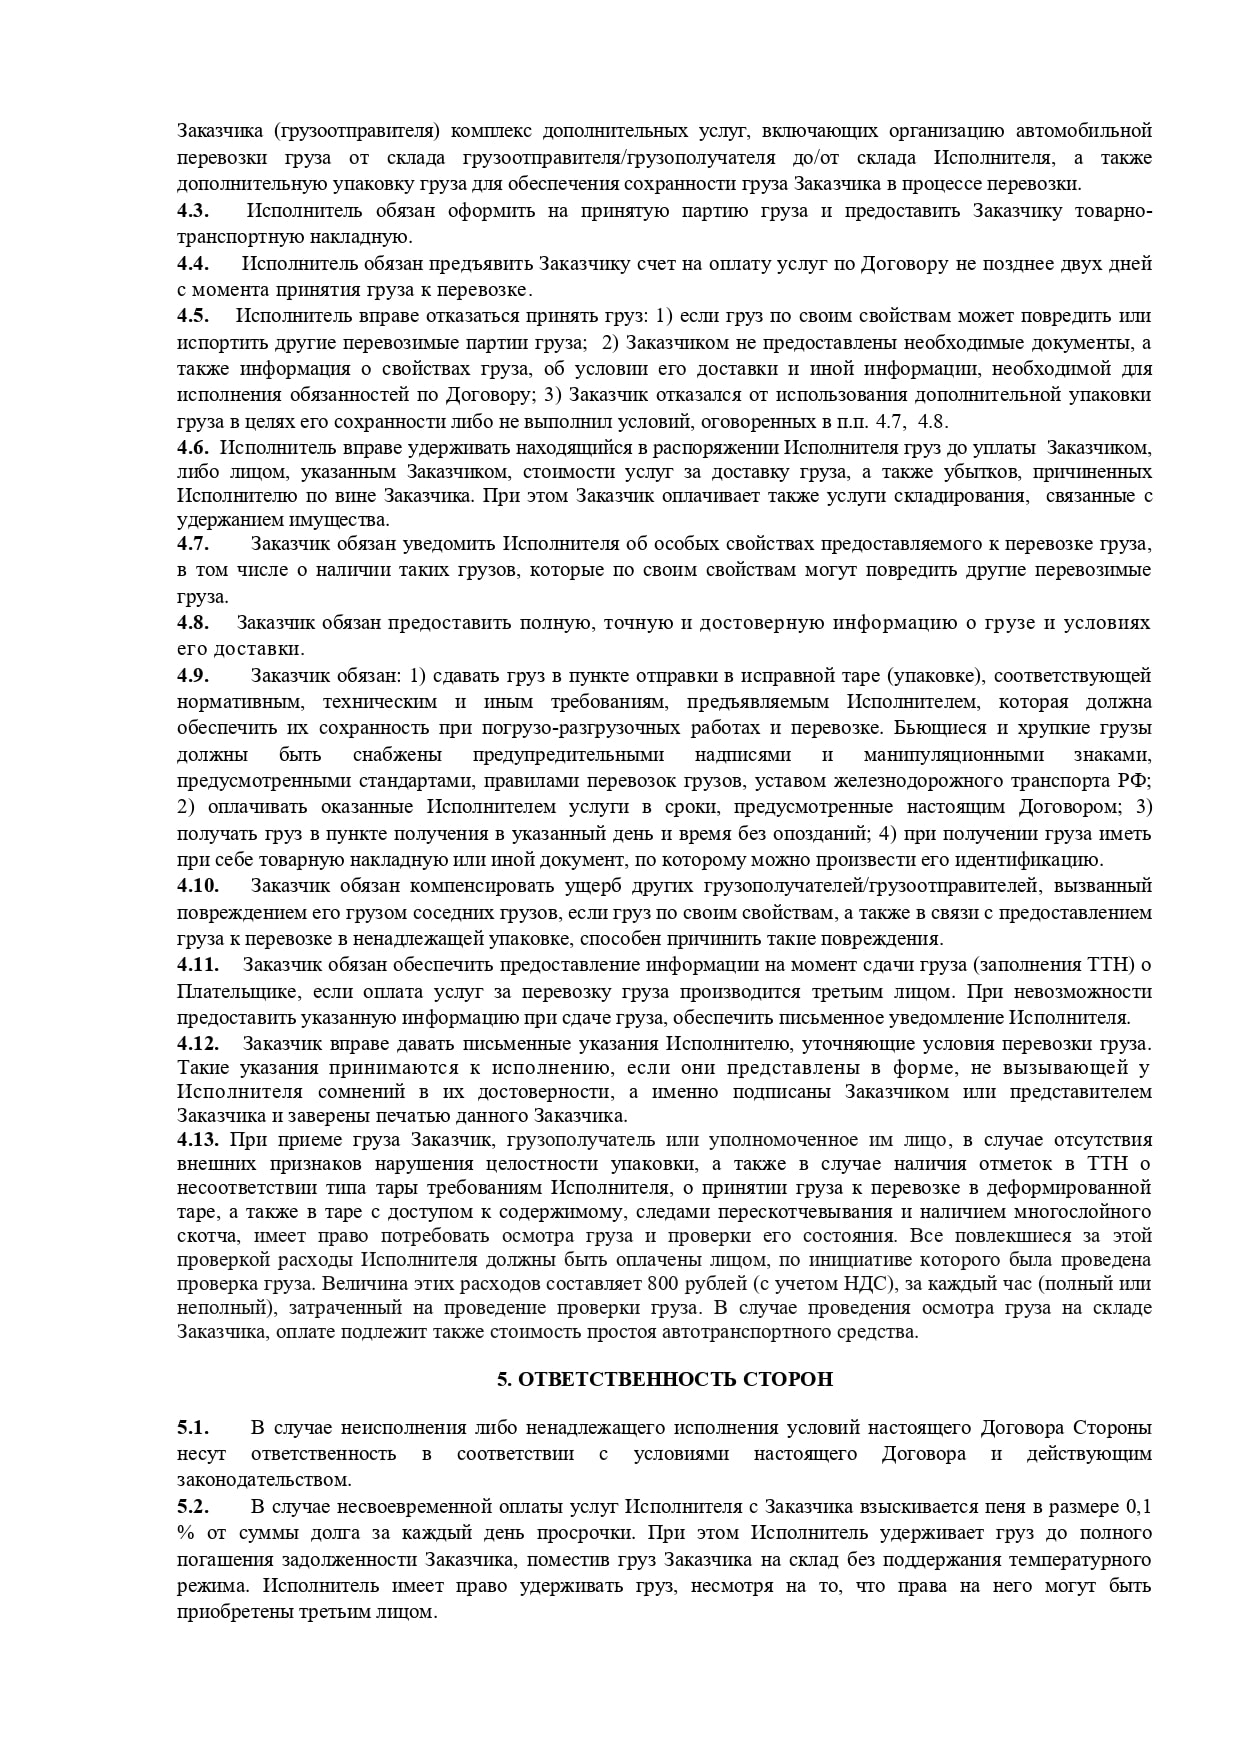 Заказчика (грузоотправителя) комплекс дополнительных услуг, включающих организацию автомобильной
перевозки груза от склада грузоотправителя/грузополучателя до/от склада Исполнителя, а также
дополнительную упаковку груза для обеспечения сохранности груза Заказчика в процессе перевозки.
4.3. Исполнитель обязан оформить на принятую партию груза и предоставить Заказчику товарно-
транспортную накладную.
4.4. Исполнитель обязан предъявить Заказчику счет на оплату услуг по Договору не позднее двух дней
с момента принятия груза к перевозке.
4.5. Исполнитель вправе отказаться принять груз: 1) если груз по своим свойствам может повредить или
испортить другие перевозимые партии груза; 2) Заказчиком не предоставлены необходимые документы, а
также информация о свойствах груза, об условии его доставки и иной информации, необходимой для
исполнения обязанностей по Договору; 3) Заказчик отказался от использования дополнительной упаковки
груза в целях его сохранности либо не выполнил условий, оговоренных в п.п. 4.7, 4.8.
4.6. Исполнитель вправе удерживать находящийся в распоряжении Исполнителя груз до уплаты Заказчиком,
либо лицом, указанным Заказчиком, стоимости услуг за доставку груза, а также убытков, причиненных
Исполнителю по вине Заказчика. При этом Заказчик оплачивает также услуги складирования, связанные с
удержанием имущества.
4.7. Заказчик обязан уведомить Исполнителя об особых свойствах предоставляемого к перевозке груза,
в том числе о наличии таких грузов, которые по своим свойствам могут повредить другие перевозимые
груза.
4.8. Заказчик обязан предоставить полную, точную и достоверную информацию о грузе и условиях
его доставки.
4.9. Заказчик обязан: 1) сдавать груз в пункте отправки в исправной таре (упаковке), соответствующей
нормативным, техническим и иным требованиям, предъявляемым Исполнителем, которая должна
обеспечить их сохранность при погрузо-разгрузочных работах и перевозке. Бьющиеся и хрупкие грузы
должны быть снабжены предупредительными надписями и манипуляционными знаками,
предусмотренными стандартами, правилами перевозок грузов, уставом железнодорожного транспорта РФ;
2) оплачивать оказанные Исполнителем услуги в сроки, предусмотренные настоящим Договором; 3)
получать груз в пункте получения в указанный день и время без опозданий; 4) при получении груза иметь
при себе товарную накладную или иной документ, по которому можно произвести его идентификацию.
4.10. Заказчик обязан компенсировать ущерб других грузополучателей/грузоотправителей, вызванный
повреждением его грузом соседних грузов, если груз по своим свойствам, а также в связи с предоставлением
груза к перевозке в ненадлежащей упаковке, способен причинить такие повреждения.
4.11. Заказчик обязан обеспечить предоставление информации на момент сдачи груза (заполнения ТТН) о
Плательщике, если оплата услуг за перевозку груза производится третьим лицом. При невозможности
предоставить указанную информацию при сдаче груза, обеспечить письменное уведомление Исполнителя.
4.12. Заказчик вправе давать письменные указания Исполнителю, уточняющие условия перевозки груза.
Такие указания принимаются к исполнению, если они представлены в форме, не вызывающей у
Исполнителя сомнений в их достоверности, а именно подписаны Заказчиком или представителем
Заказчика и заверены печатью данного Заказчика.
4.13. При приеме груза Заказчик, грузополучатель или уполномоченное им лицо, в случае отсутствия
внешних признаков нарушения целостности упаковки, а также в случае наличия отметок в ТТН о
несоответствии типа тары требованиям Исполнителя, о принятии груза к перевозке в деформированной
таре, а также в таре с доступом к содержимому, следами перескотчевывания и наличием многослойного
скотча, имеет право потребовать осмотра груза и проверки его состояния. Все повлекшиеся за этой
проверкой расходы Исполнителя должны быть оплачены лицом, по инициативе которого была проведена
проверка груза. Величина этих расходов составляет 800 рублей (с учетом НДС), за каждый час (полный или
неполный), затраченный на проведение проверки груза. В случае проведения осмотра груза на складе
Заказчика, оплате подлежит также стоимость простоя автотранспортного средства.
5. ОТВЕТСТВЕННОСТЬ СТОРОН
5.1. В случае неисполнения либо ненадлежащего исполнения условий настоящего Договора Стороны
несут ответственность в соответствии с условиями настоящего Договора и действующим
законодательством.
5.2. В случае несвоевременной оплаты услуг Исполнителя с Заказчика взыскивается пеня в размере 0,1
% от суммы долга за каждый день просрочки. При этом Исполнитель удерживает груз до полного
погашения задолженности Заказчика, поместив груз Заказчика на склад без поддержания температурного
режима. Исполнитель имеет право удерживать груз, несмотря на то, что права на него могут быть
приобретены третьим лицом.